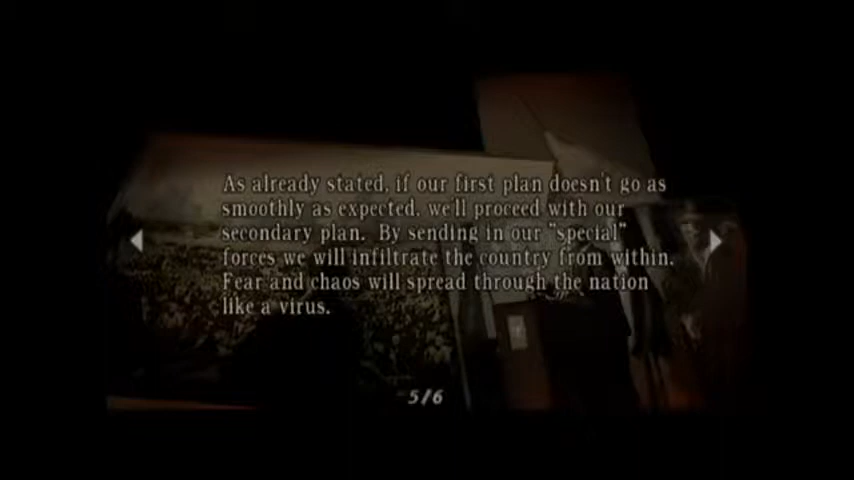 As already stated, if our first plan doesn't go as
smoothly as expected, we'll proceed with our
secondary plan. By sending in our "special"
forces we will infiltrate the country from within.
Fear and chaos will spread through the nation
like a virus.
5/6